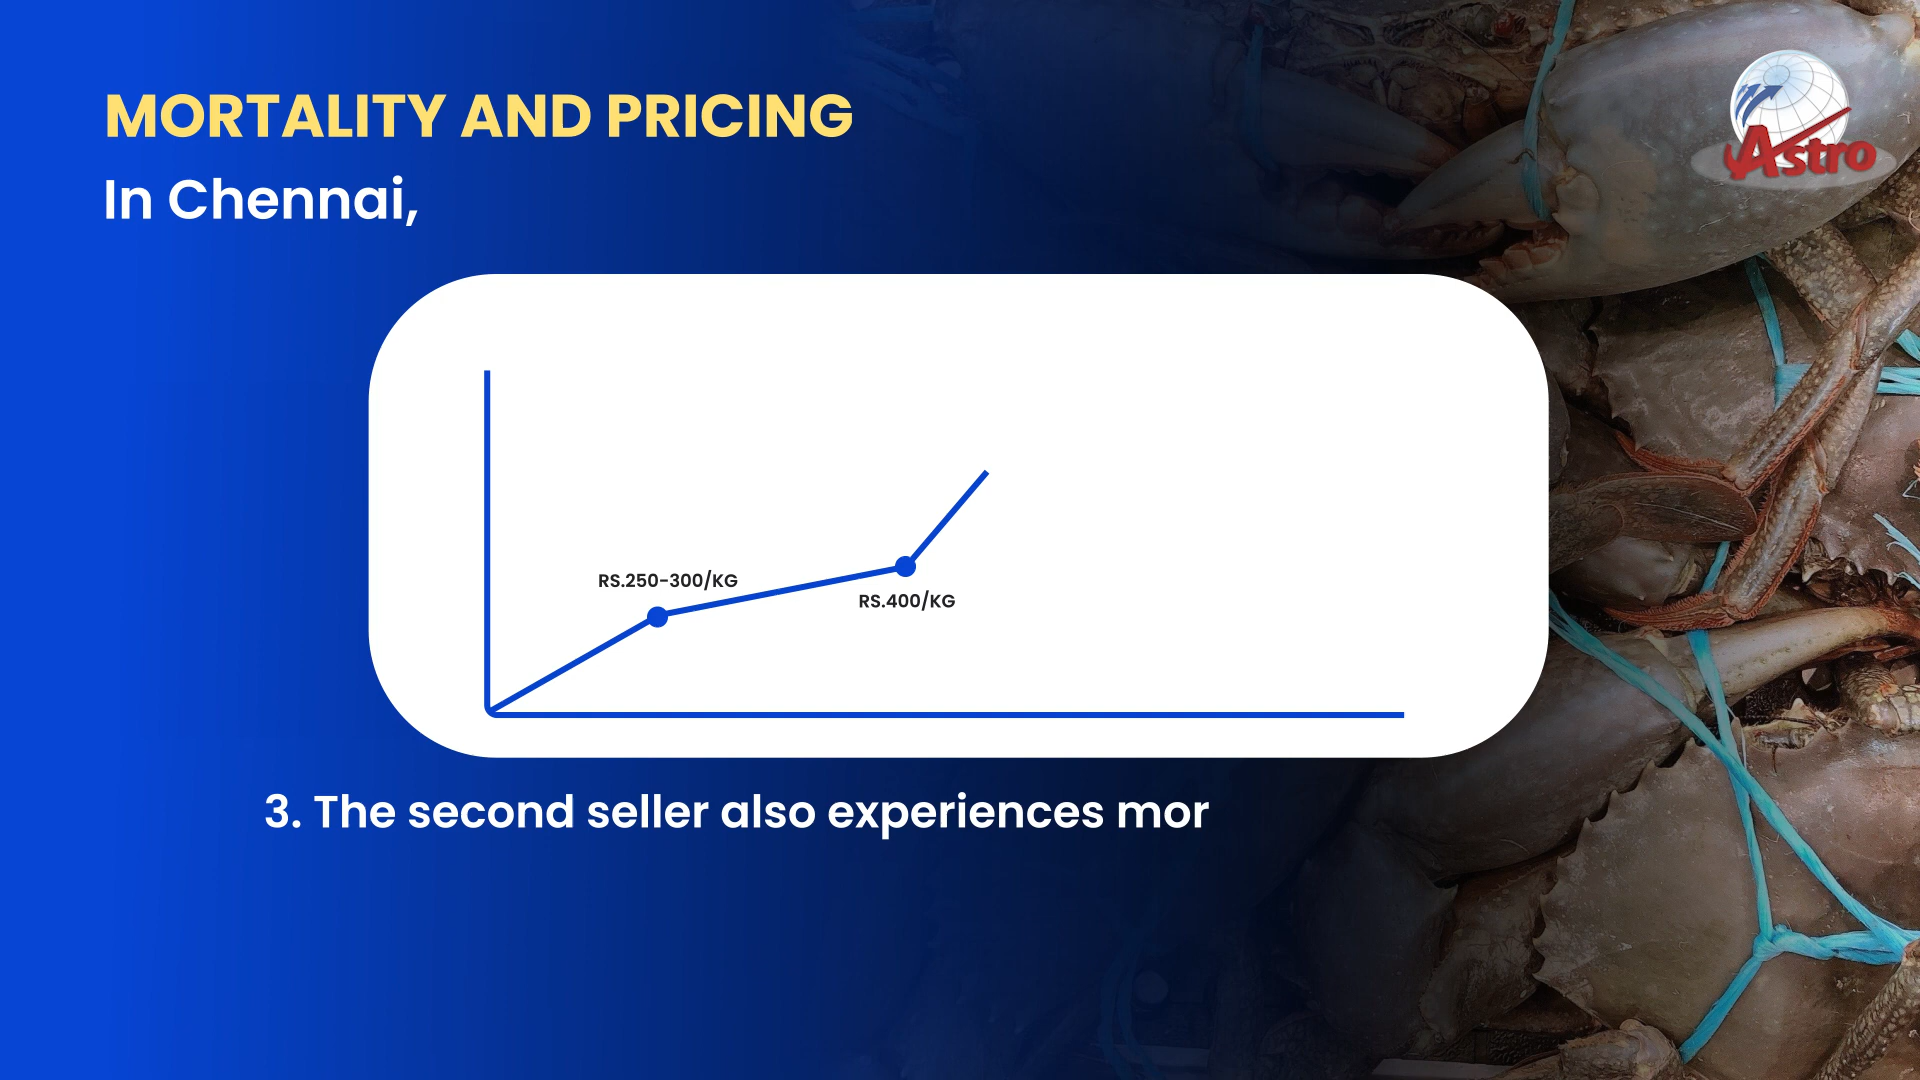 MORTALITY AND PRICING
Astro
In Chennai,
RS.250-300/KG
RS.400/KG
3. The second seller also experiences mor